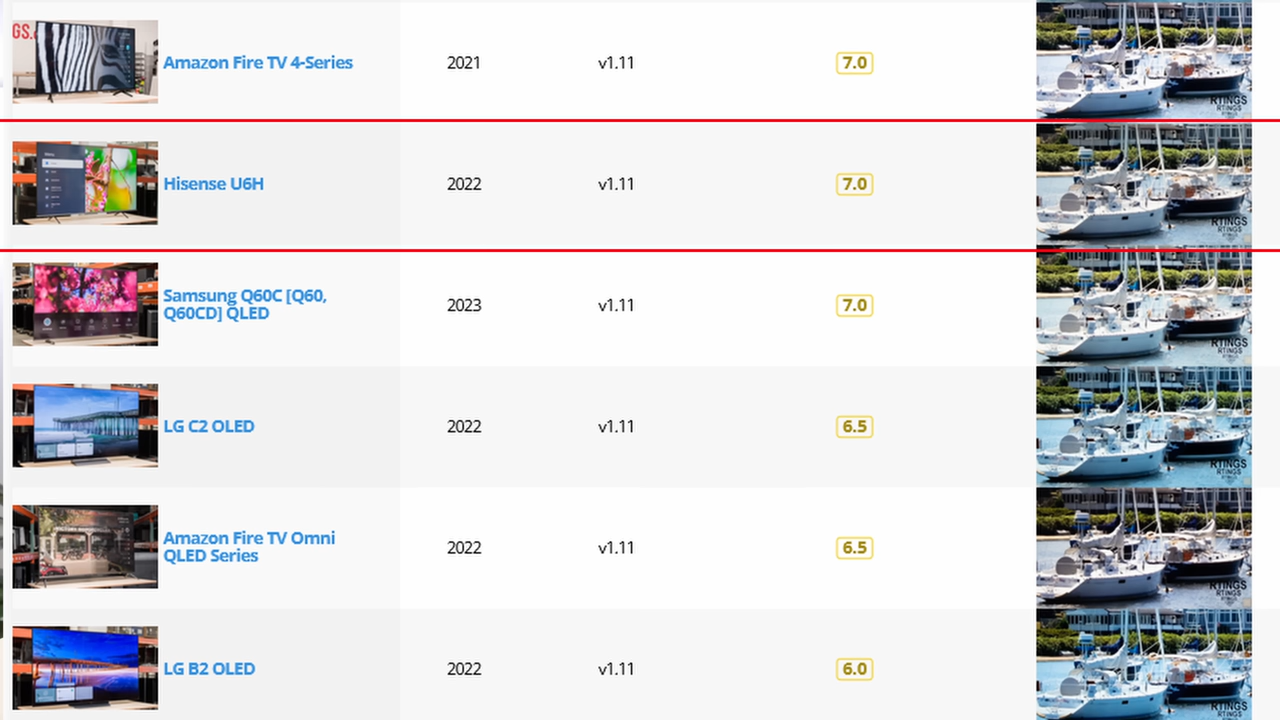 GS.
Amazon Fire TV 4-Series 2021 v1.11 7.0
RTINGS
RTINGS
Hisense U6H 2022 v1.11 7.0
RTINGS
RTINGS
Samsung Q60C [Q60,
Q60CD] QLED 2023 v1.11 7.0
RTINGS
RTINGS
LG C2 OLED 2022 v1.11 6.5
RTINGS
Amazon Fire TV Omni
QLED Series 2022 v1.11 6.5
RTINGS
LG B2 OLED 2022 v1.11 6.0
RTINGS